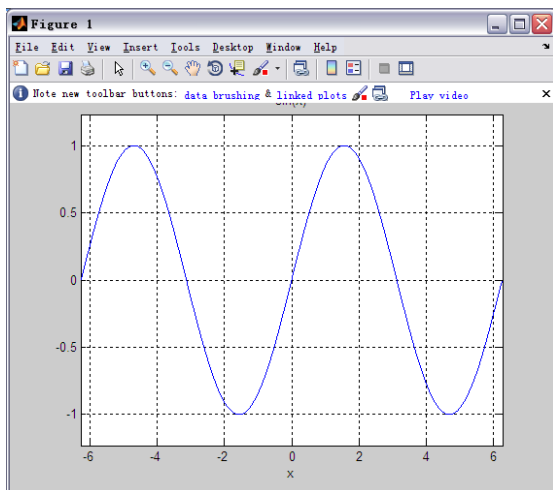 Figure 1
File Edit View Insert Tools Desktop Window Help
Note new toolbar buttons: data brushing & linked plots Play video
1
0.5
0
-0.5
-1
-6 -4 -2 0 2 4 6
x